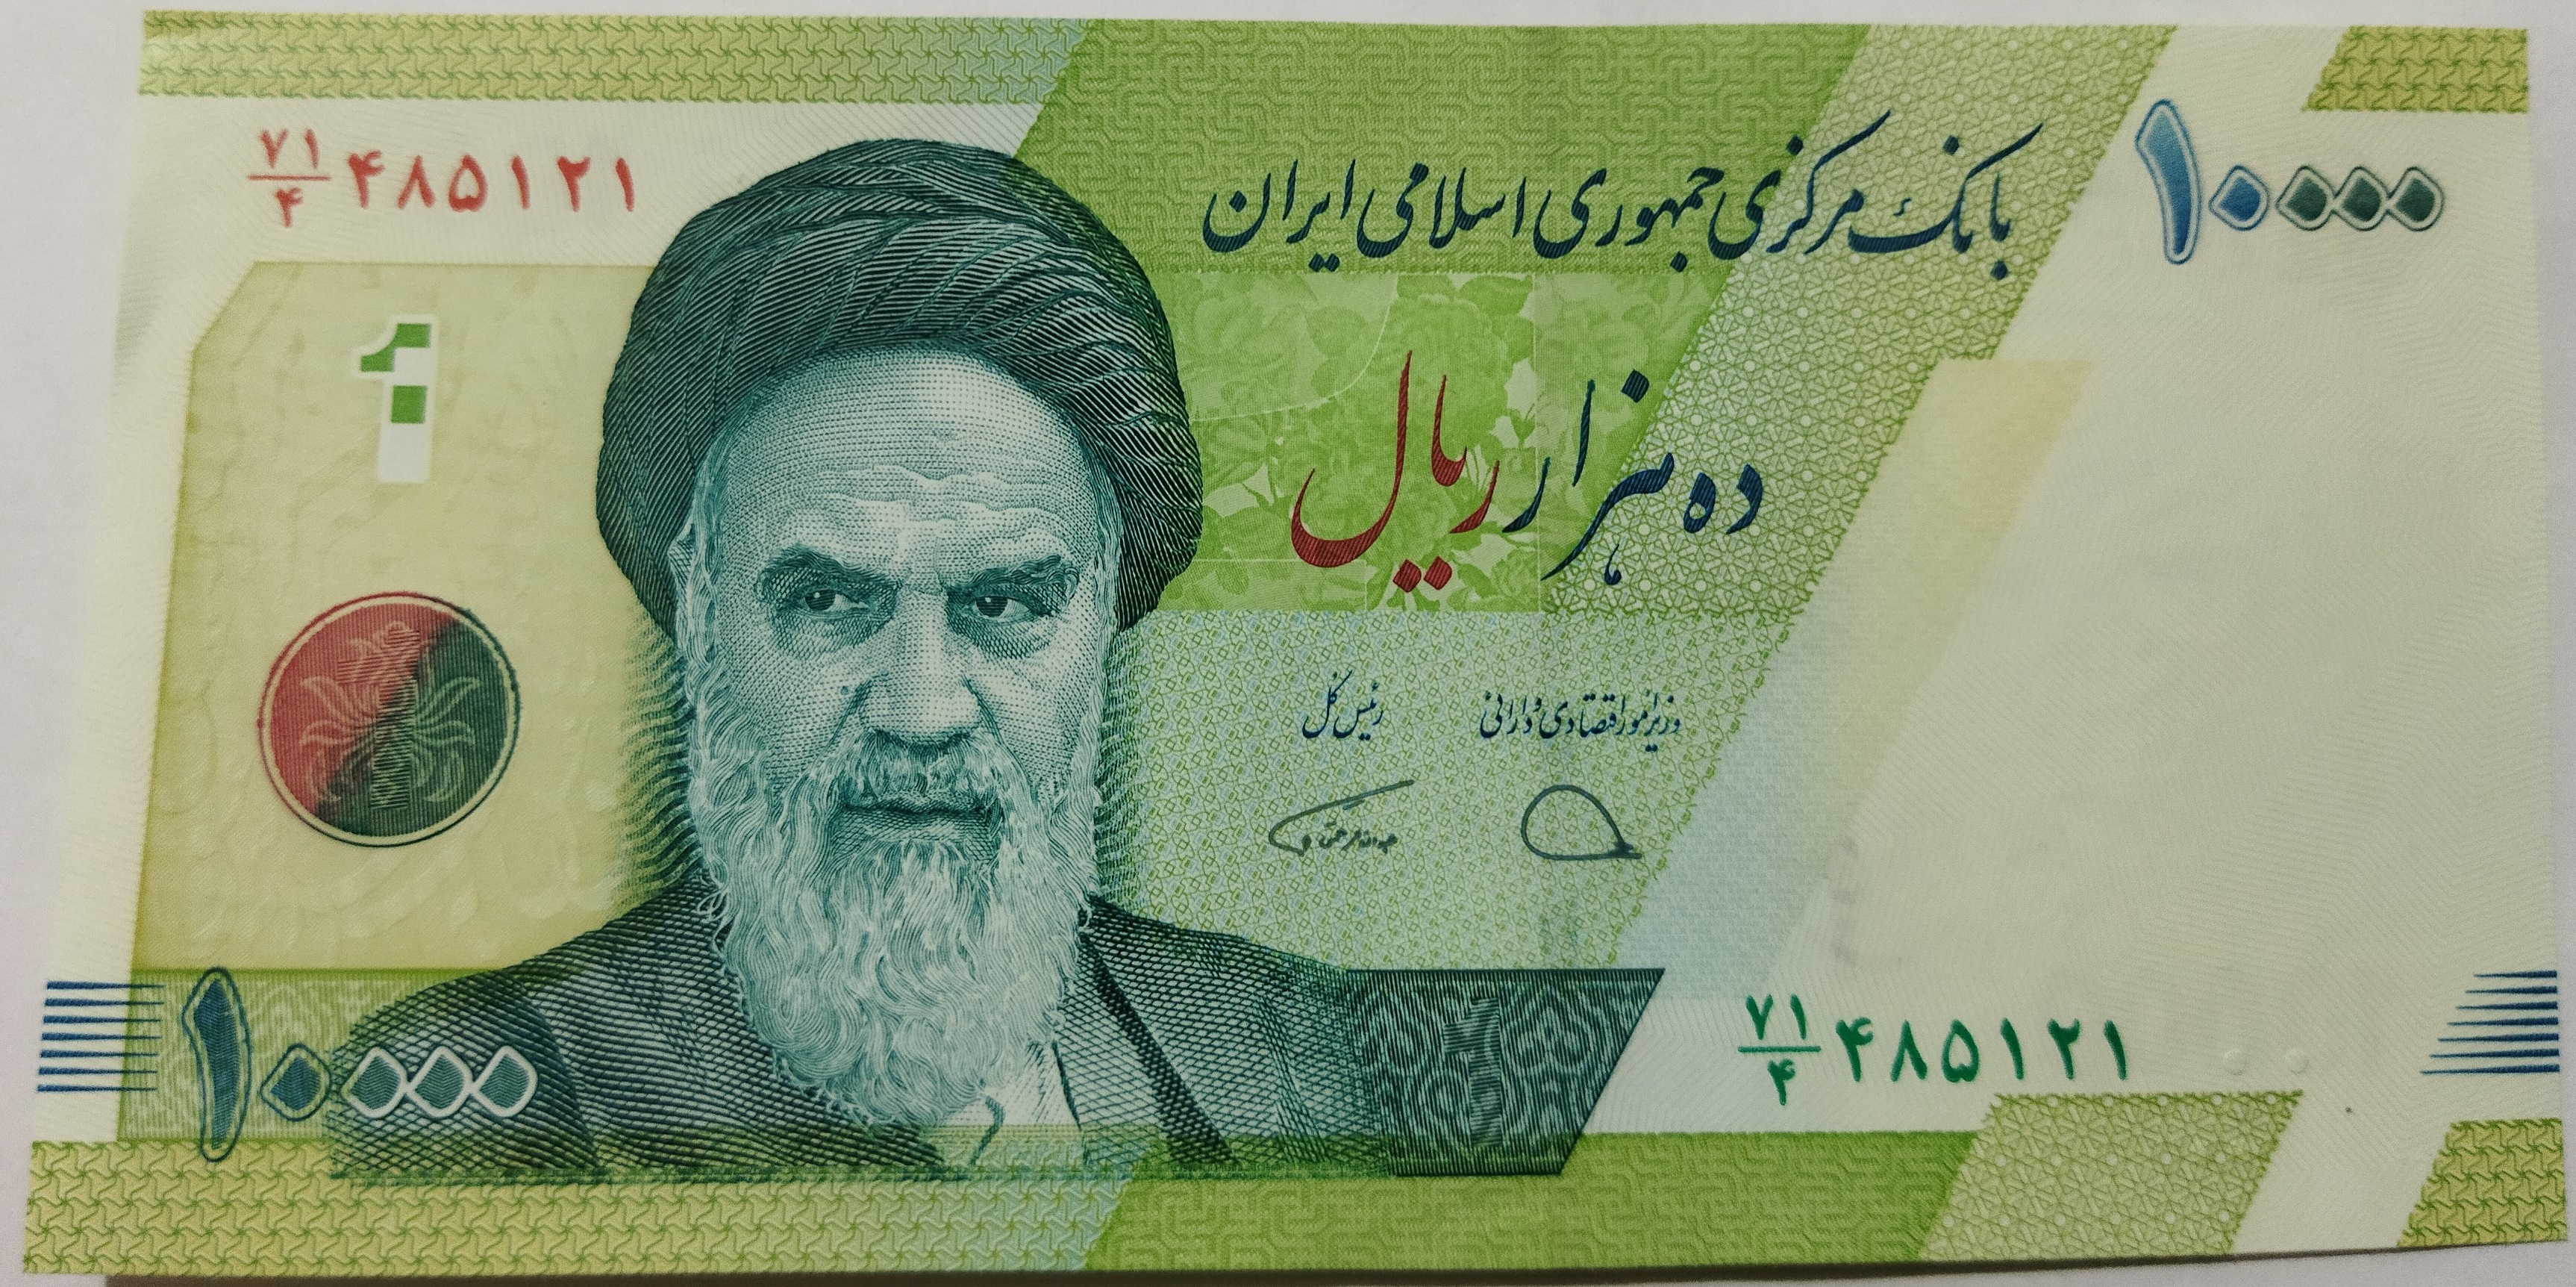 بانک مرکزی جمهوری اسلامی ایران
۱۰۰۰۰
۷۱/۴ ۴۸۵۱۲۱
۱
ده هزار ریال
وزیر امور اقتصادی و دارائی
رئیس کل
۱۰۰۰۰
۷۱/۴ ۴۸۵۱۲۱